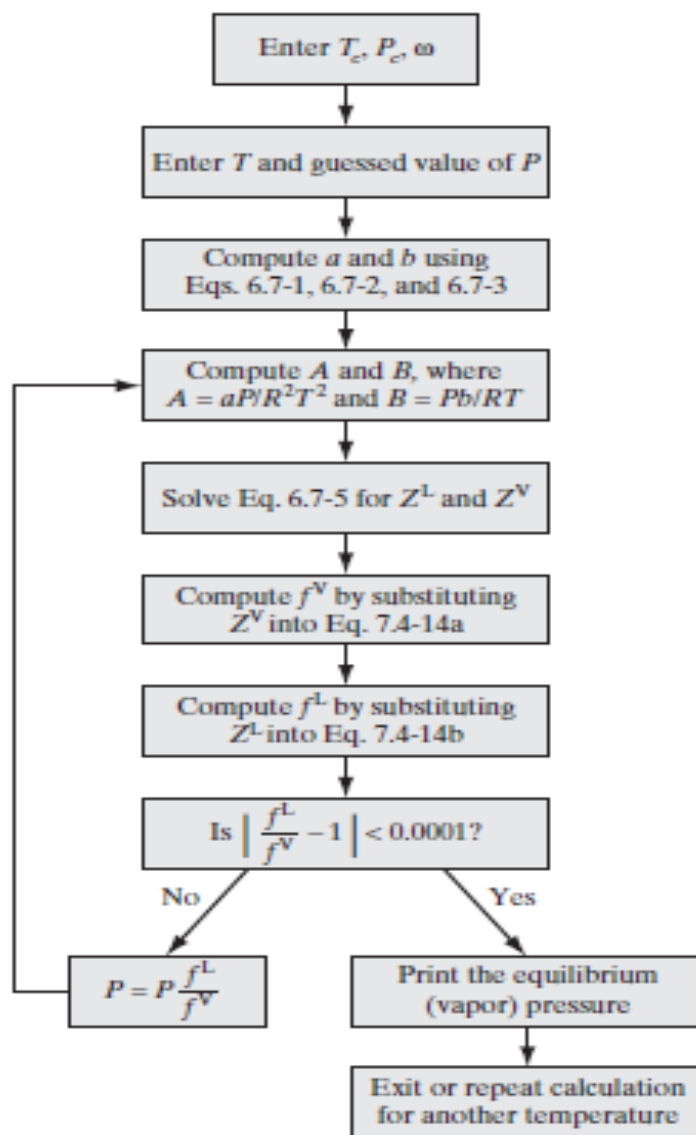 Enter T_c, P_c, ω
Enter T and guessed value of P
Compute a and b using
Eqs. 6.7-1, 6.7-2, and 6.7-3
Compute A and B, where
A = aP/R²T² and B = Pb/RT
Solve Eq. 6.7-5 for Z^L and Z^V
Compute f^V by substituting
Z^V into Eq. 7.4-14a
Compute f^L by substituting
Z^L into Eq. 7.4-14b
Is | f^L/f^V − 1 | < 0.0001?
No
Yes
P = P f^L/f^V
Print the equilibrium
(vapor) pressure
Exit or repeat calculation
for another temperature